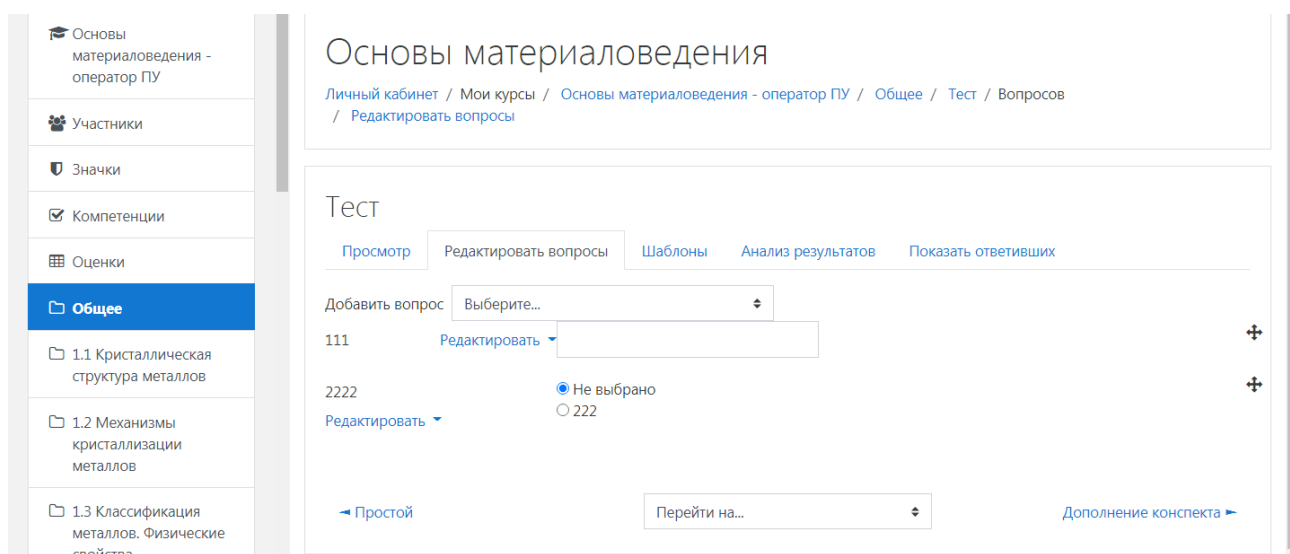 Основы
материаловедения -
оператор ПУ
Участники
Значки
Компетенции
Оценки
Общее
1.1 Кристаллическая
структура металлов
1.2 Механизмы
кристаллизации
металлов
1.3 Классификация
металлов. Физические
свойства
Основы материаловедения
Личный кабинет / Мои курсы / Основы материаловедения - оператор ПУ / Общее / Тест / Вопросов
/ Редактировать вопросы
Тест
Просмотр Редактировать вопросы Шаблоны Анализ результатов Показать ответивших
Добавить вопрос Выберите...
111 Редактировать
2222 Не выбрано
222
Редактировать
◄ Простой Перейти на... Дополнение конспекта ►